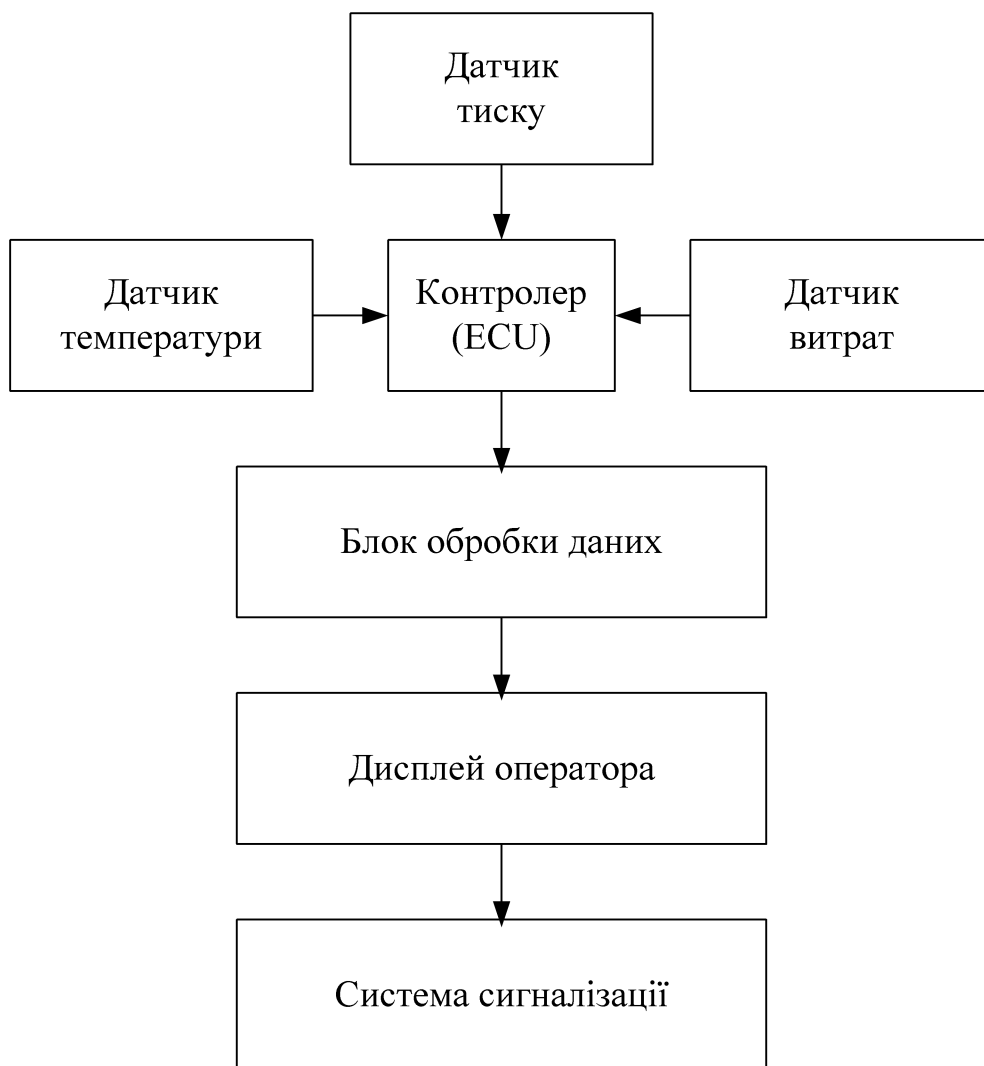 Датчик
тиску
Датчик
температури
Контролер
(ECU)
Датчик
витрат
Блок обробки даних
Дисплей оператора
Система сигналізації